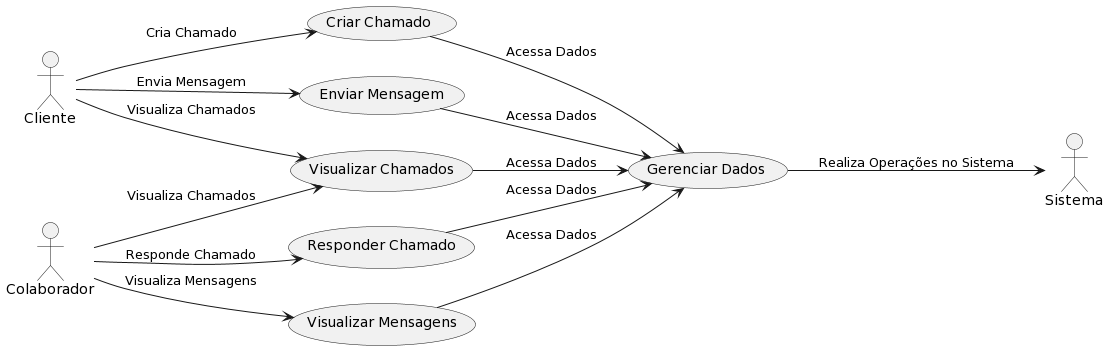 Criar Chamado
Cria Chamado
Acessa Dados
Envia Mensagem
Enviar Mensagem
Visualiza Chamados
Acessa Dados
Cliente
Acessa Dados
Realiza Operações no Sistema
Visualizar Chamados
Gerenciar Dados
Visualiza Chamados
Acessa Dados
Sistema
Acessa Dados
Responder Chamado
Responde Chamado
Visualiza Mensagens
Colaborador
Visualizar Mensagens